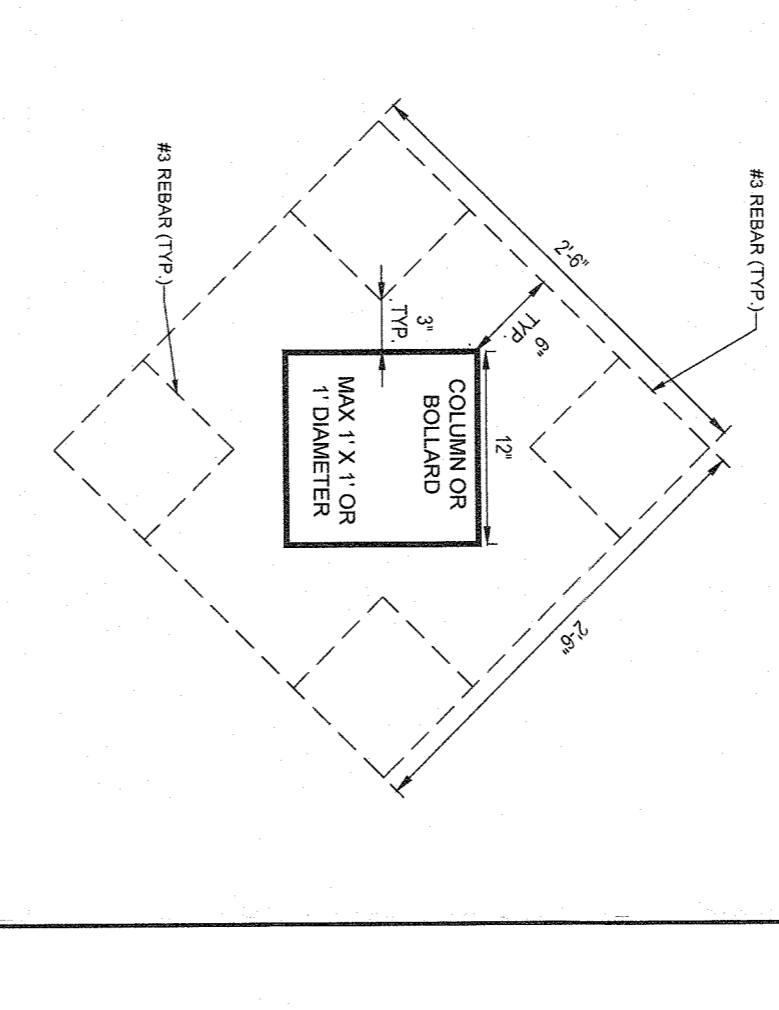 #3 REBAR (TYP.)
2'-6"
6"
TYP.
3"
TYP.
12"
COLUMN OR
BOLLARD
MAX 1' X 1' OR
1' DIAMETER
2'-6"
#3 REBAR (TYP.)